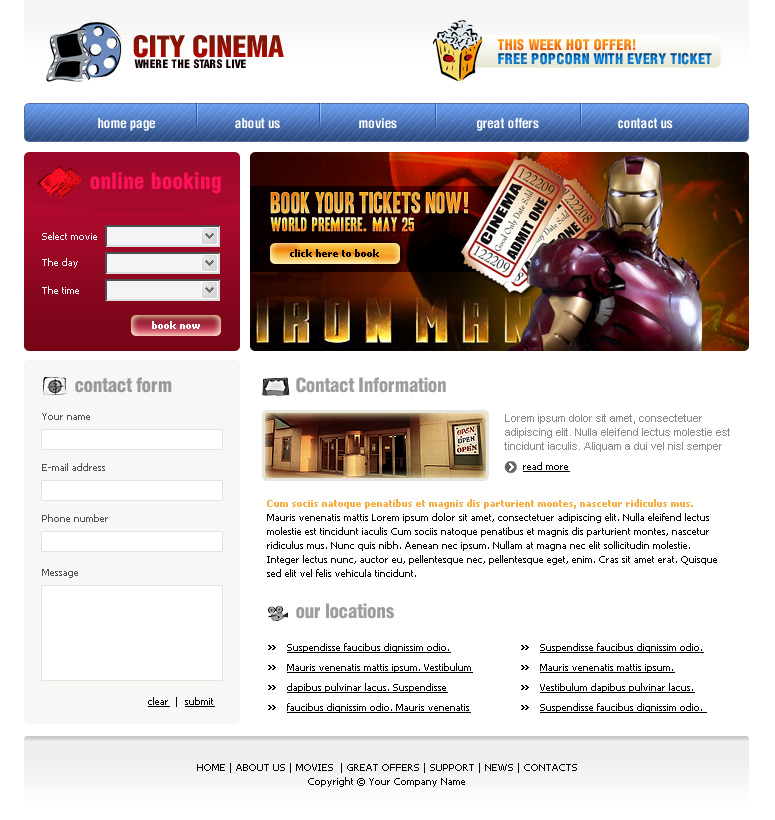 CITY CINEMA
WHERE THE STARS LIVE
THIS WEEK HOT OFFER!
FREE POPCORN WITH EVERY TICKET
home page
about us
movies
great offers
contact us
online booking
Select movie
The day
The time
book now
BOOK YOUR TICKETS NOW!
WORLD PREMIERE. MAY 25
click here to book
IRON MAN
122209
CINEMA
Good Only Date Sold
ADMIT ONE
122209
122208
contact form
Your name
E-mail address
Phone number
Message
clear | submit
Contact Information
OPEN
OPEN
OPEN
Lorem ipsum dolor sit amet, consectetuer
adipiscing elit. Nulla eleifend lectus molestie est
tincidunt iaculis. Aliquam a dui vel nisl semper
read more
Cum sociis natoque penatibus et magnis dis parturient montes, nascetur ridiculus mus.
Mauris venenatis mattis Lorem ipsum dolor sit amet, consectetuer adipiscing elit. Nulla eleifend lectus
molestie est tincidunt iaculis Cum sociis natoque penatibus et magnis dis parturient montes, nascetur
ridiculus mus. Nunc quis nibh. Aenean nec ipsum. Nullam at magna nec elit sollicitudin molestie.
Integer lectus nunc, auctor eu, pellentesque nec, pellentesque eget, enim. Cras sit amet erat. Quisque
sed elit vel felis vehicula tincidunt.
our locations
Suspendisse faucibus dignissim odio.
Mauris venenatis mattis ipsum. Vestibulum
dapibus pulvinar lacus. Suspendisse
faucibus dignissim odio. Mauris venenatis
Suspendisse faucibus dignissim odio.
Mauris venenatis mattis ipsum.
Vestibulum dapibus pulvinar lacus.
Suspendisse faucibus dignissim odio.
HOME | ABOUT US | MOVIES | GREAT OFFERS | SUPPORT | NEWS | CONTACTS
Copyright © Your Company Name